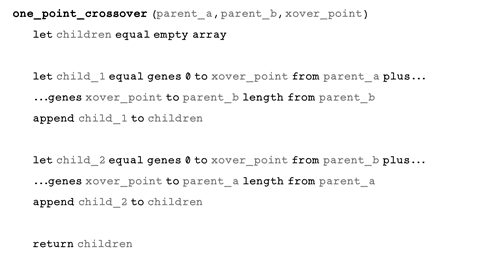 one_point_crossover (parent_a, parent_b, xover_point)
let children equal empty array
let child_1 equal genes 0 to xover_point from parent_a plus...
...genes xover_point to parent_b length from parent_b
append child_1 to children
let child_2 equal genes 0 to xover_point from parent_b plus...
...genes xover_point to parent_a length from parent_a
append child_2 to children
return children